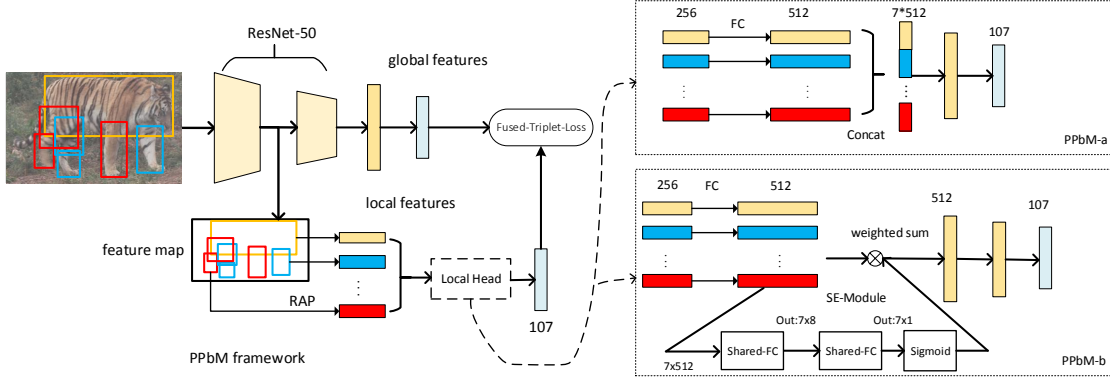 ResNet-50
global features
Fused-Triplet-Loss
feature map
local features
RAP
⋮
Local Head
107
PPbM framework
256
FC
512
7*512
107
...
...
⋮
Concat
PPbM-a
256
FC
512
512
107
weighted sum
...
...
SE-Module
Out:7x8
Out:7x1
Shared-FC
Shared-FC
Sigmoid
7x512
PPbM-b